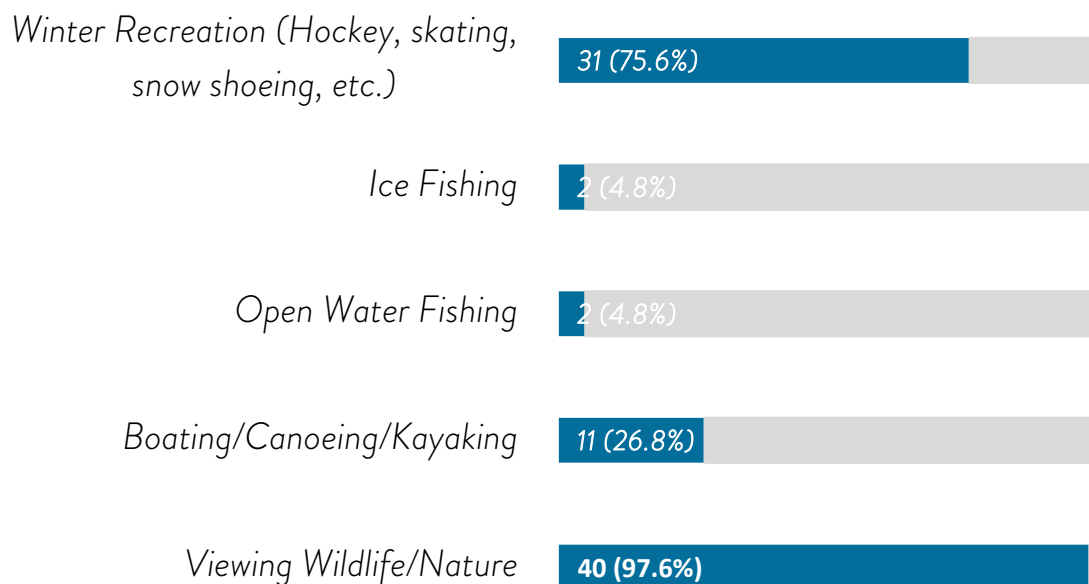 Winter Recreation (Hockey, skating,
snow shoeing, etc.)
31 (75.6%)
Ice Fishing
2 (4.8%)
Open Water Fishing
2 (4.8%)
Boating/Canoeing/Kayaking
11 (26.8%)
Viewing Wildlife/Nature
40 (97.6%)